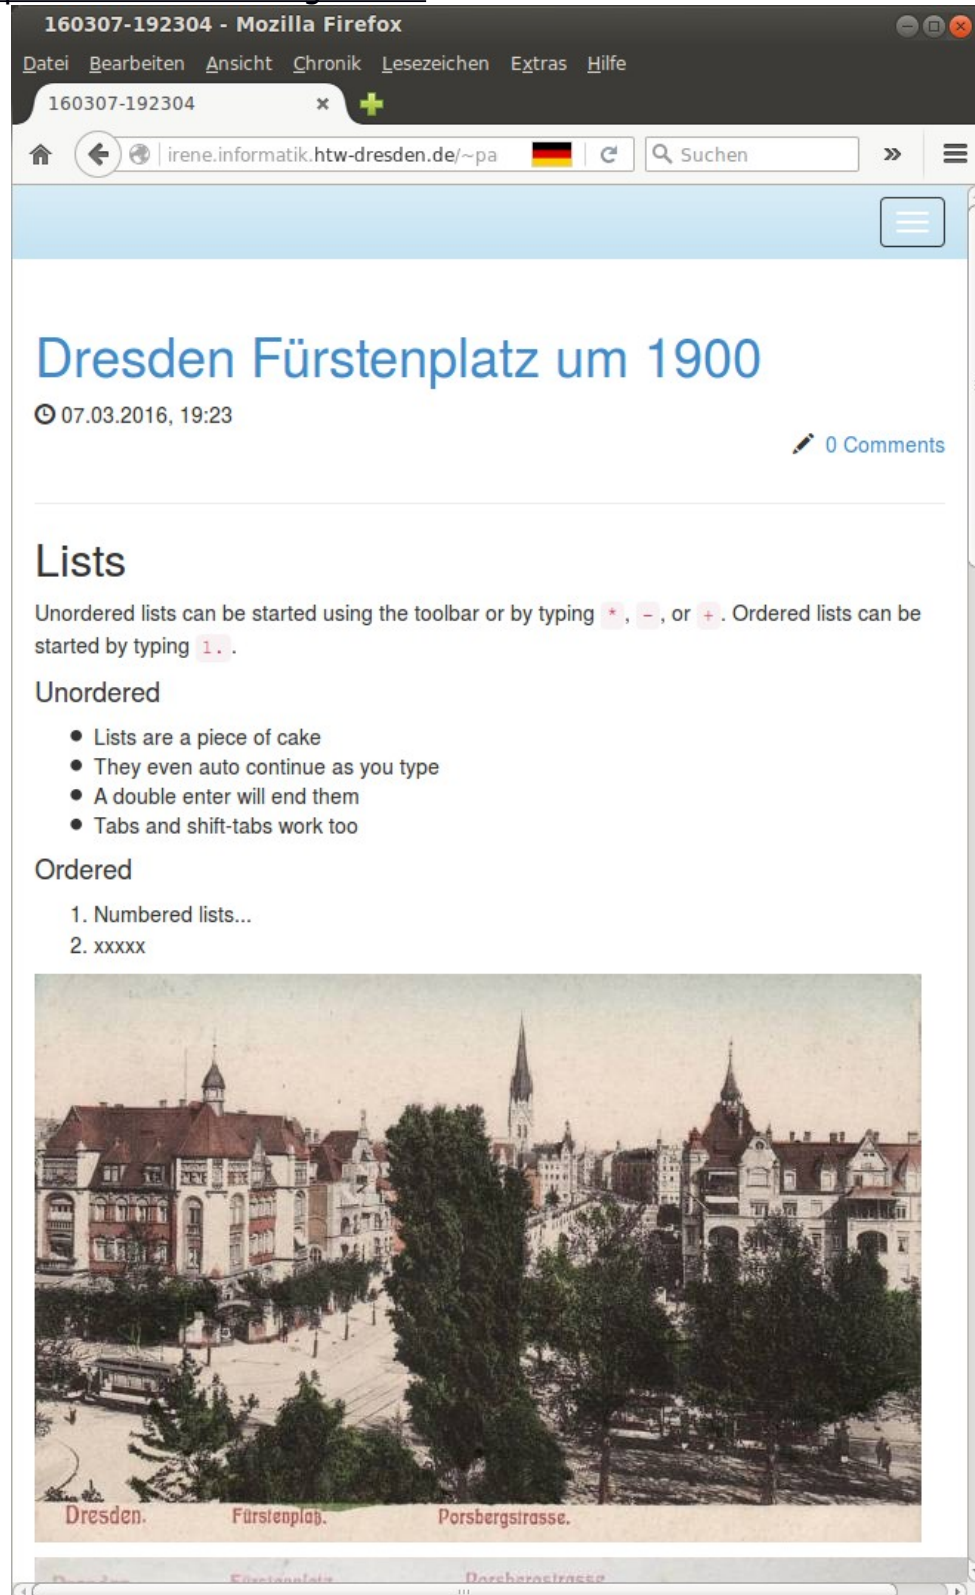 160307-192304 - Mozilla Firefox
Datei Bearbeiten Ansicht Chronik Lesezeichen Extras Hilfe
160307-192304
irene.informatik.htw-dresden.de/~pa
Suchen
Dresden Fürstenplatz um 1900
07.03.2016, 19:23
0 Comments
Lists
Unordered lists can be started using the toolbar or by typing *, -, or +. Ordered lists can be
started by typing 1. .
Unordered
• Lists are a piece of cake
• They even auto continue as you type
• A double enter will end them
• Tabs and shift-tabs work too
Ordered
1. Numbered lists...
2. xxxxx
Dresden. Fürstenplatz. Porsbergstrasse.